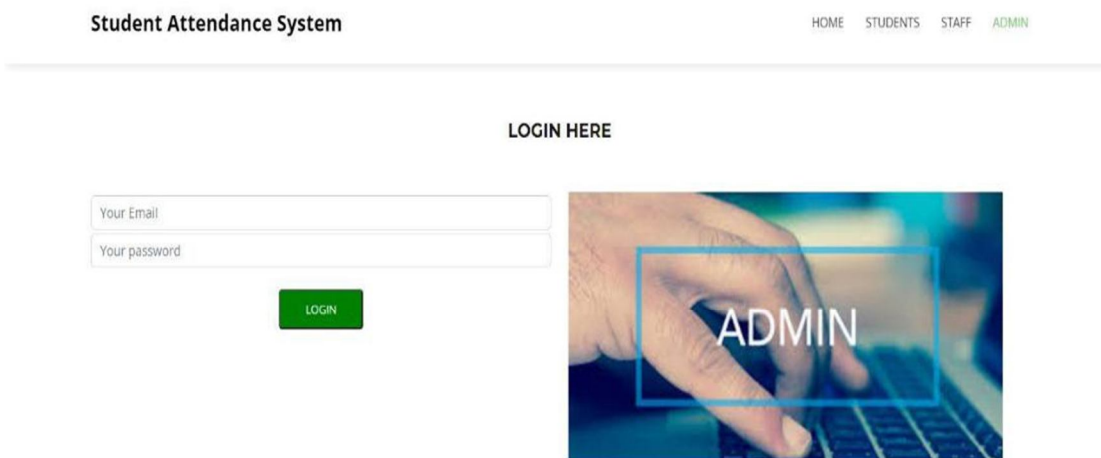 Student Attendance System
HOME STUDENTS STAFF ADMIN
LOGIN HERE
Your Email
Your password
LOGIN
ADMIN